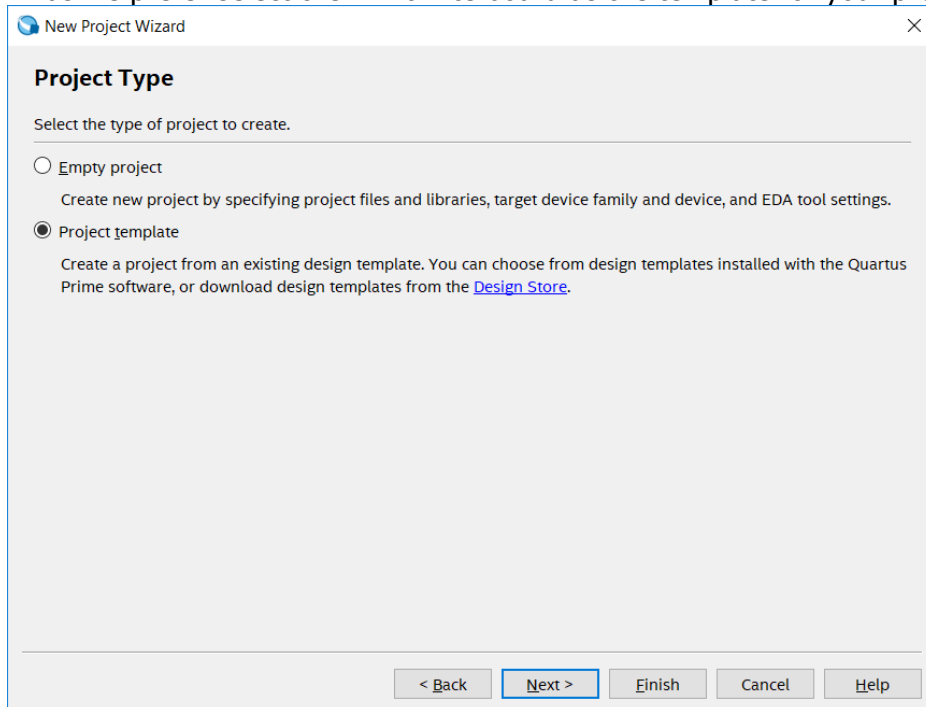 New Project Wizard
Project Type
Select the type of project to create.
Empty project
Create new project by specifying project files and libraries, target device family and device, and EDA tool settings.
Project template
Create a project from an existing design template. You can choose from design templates installed with the Quartus
Prime software, or download design templates from the Design Store.
< Back Next > Finish Cancel Help